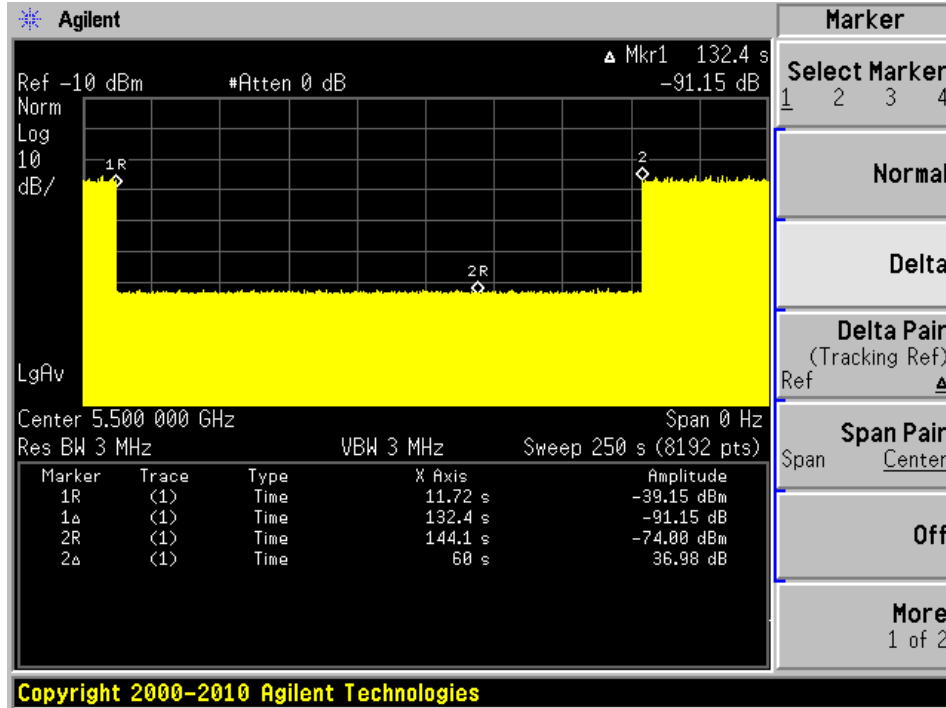 Agilent
Marker
Δ Mkr1 132.4 s
Ref -10 dBm #Atten 0 dB -91.15 dB
Norm
Log
10
dB/
1R
2
2R
LgAv
Center 5.500 000 GHz Span 0 Hz
Res BW 3 MHz VBW 3 MHz Sweep 250 s (8192 pts)
Marker Trace Type X Axis Amplitude
1R (1) Time 11.72 s -39.15 dBm
1Δ (1) Time 132.4 s -91.15 dB
2R (1) Time 144.1 s -74.00 dBm
2Δ (1) Time 60 s 36.98 dB
Select Marker
1 2 3 4
Normal
Delta
Delta Pair
(Tracking Ref)
Ref Δ
Span Pair
Span Center
Off
More
1 of 2
Copyright 2000-2010 Agilent Technologies